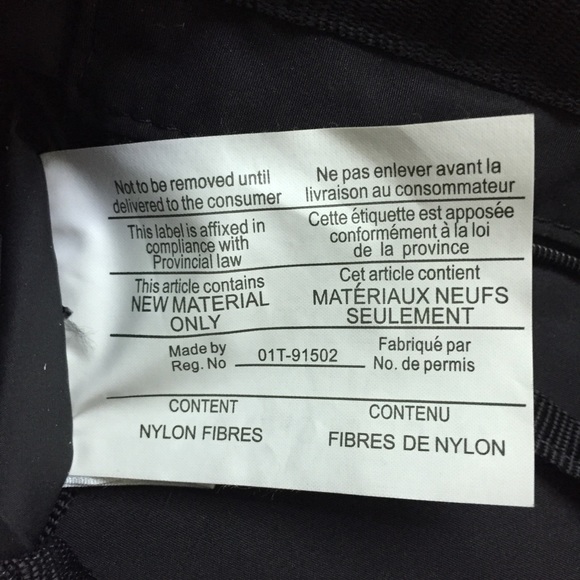 Not to be removed until
delivered to the consumer
Ne pas enlever avant la
livraison au consommateur
This label is affixed in
compliance with
Provincial law
Cette étiquette est apposée
conformément à la loi
de la province
This article contains
NEW MATERIAL
ONLY
Cet article contient
MATÉRIAUX NEUFS
SEULEMENT
Made by
Reg. No
01T-91502
Fabriqué par
No. de permis
CONTENT
NYLON FIBRES
CONTENU
FIBRES DE NYLON